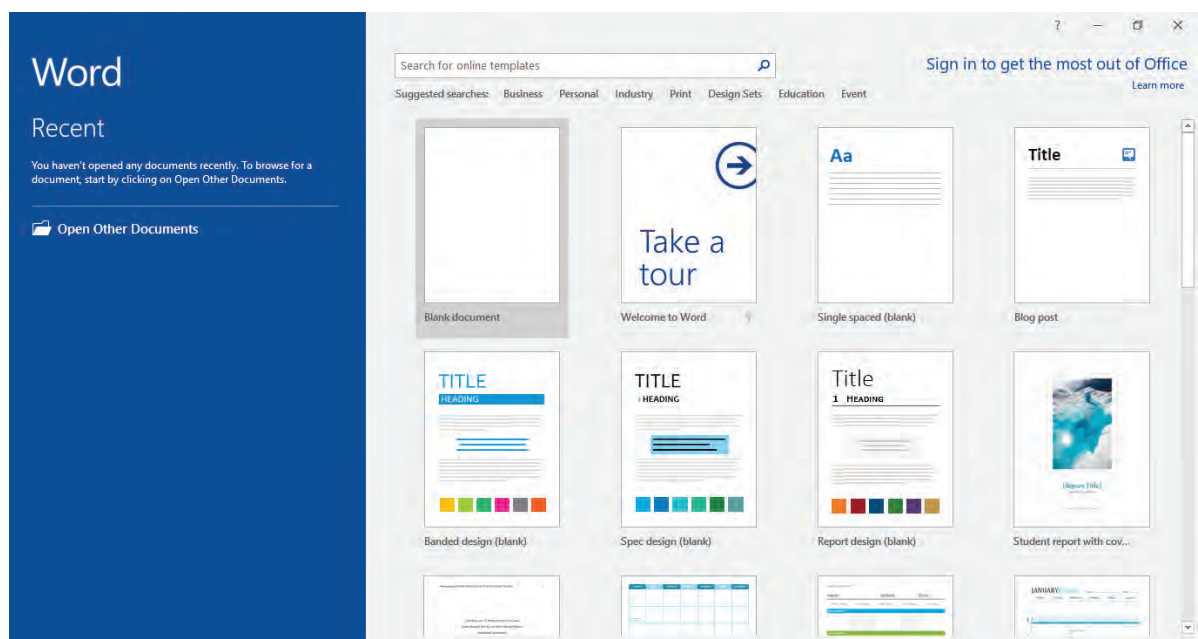 ?
Word
Search for online templates
Sign in to get the most out of Office
Learn more
Suggested searches: Business Personal Industry Print Design Sets Education Event
Recent
You haven't opened any documents recently. To browse for a
document, start by clicking on Open Other Documents.
Open Other Documents
Take a
tour
Aa
Title
Blank document
Welcome to Word
Single spaced (blank)
Blog post
TITLE
HEADING
TITLE
HEADING
Title
1 HEADING
[Report Title]
Banded design (blank)
Spec design (blank)
Report design (blank)
Student report with cov...
JANUARY